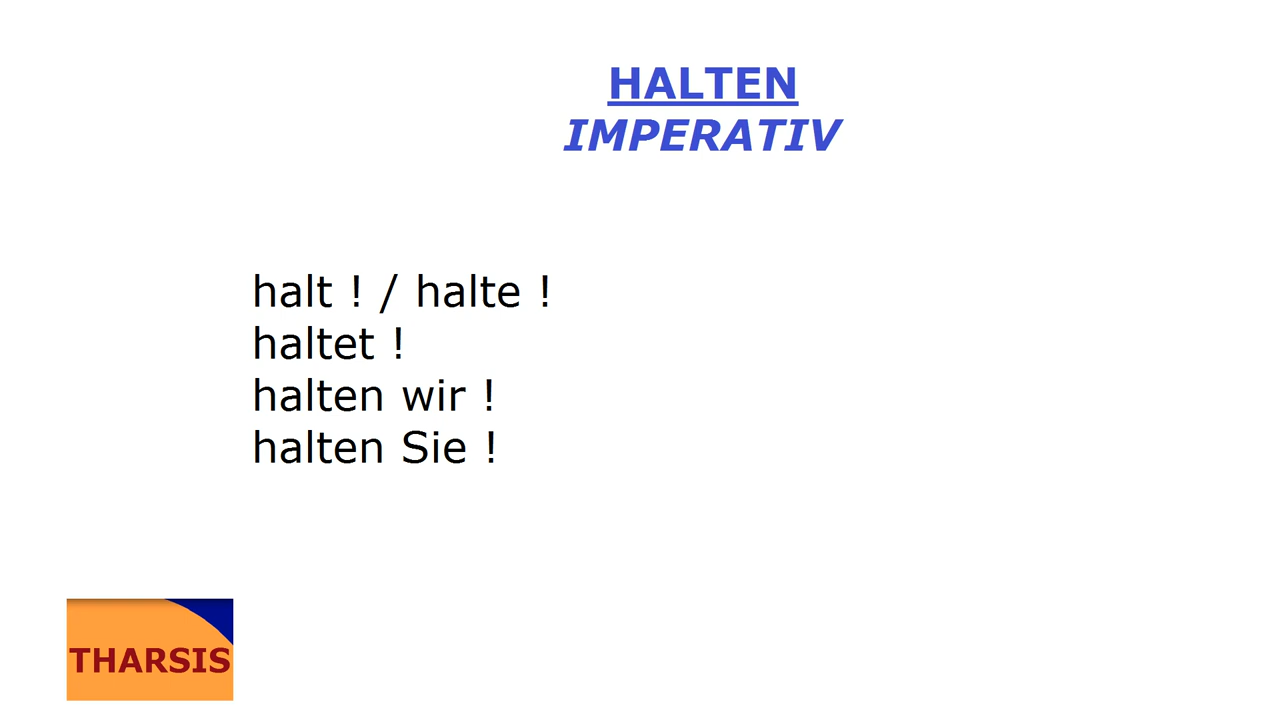 HALTEN
IMPERATIV
halt ! / halte !
haltet !
halten wir !
halten Sie !
THARSIS